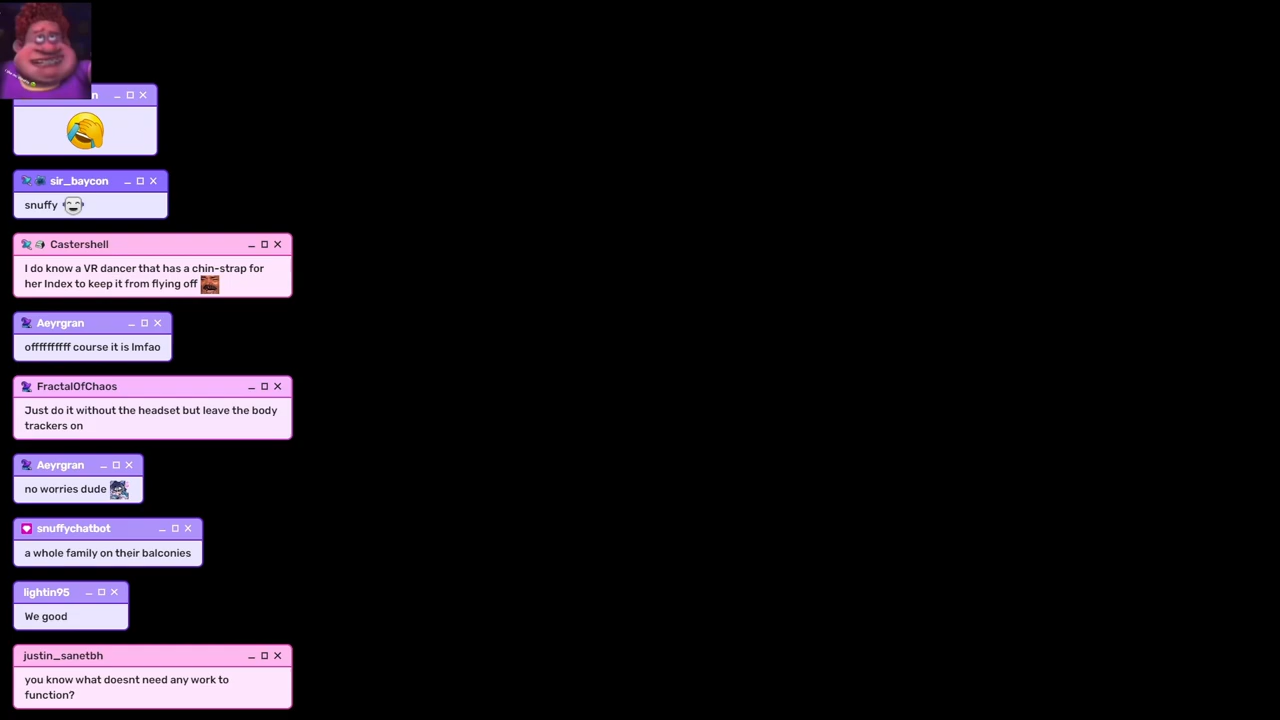 n
sir_baycon
snuffy
Castershell
I do know a VR dancer that has a chin-strap for
her Index to keep it from flying off
Aeyrgran
offffffffff course it is lmfao
FractalOfChaos
Just do it without the headset but leave the body
trackers on
Aeyrgran
no worries dude
snuffychatbot
a whole family on their balconies
lightin95
We good
justin_sanetbh
you know what doesnt need any work to
function?